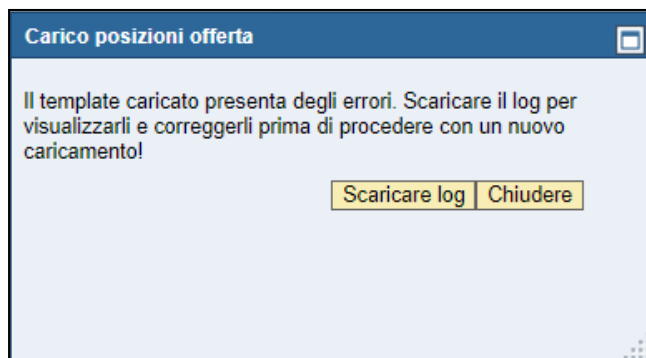 Carico posizioni offerta
Il template caricato presenta degli errori. Scaricare il log per
visualizzarli e correggerli prima di procedere con un nuovo
caricamento!
Scaricare log Chiudere